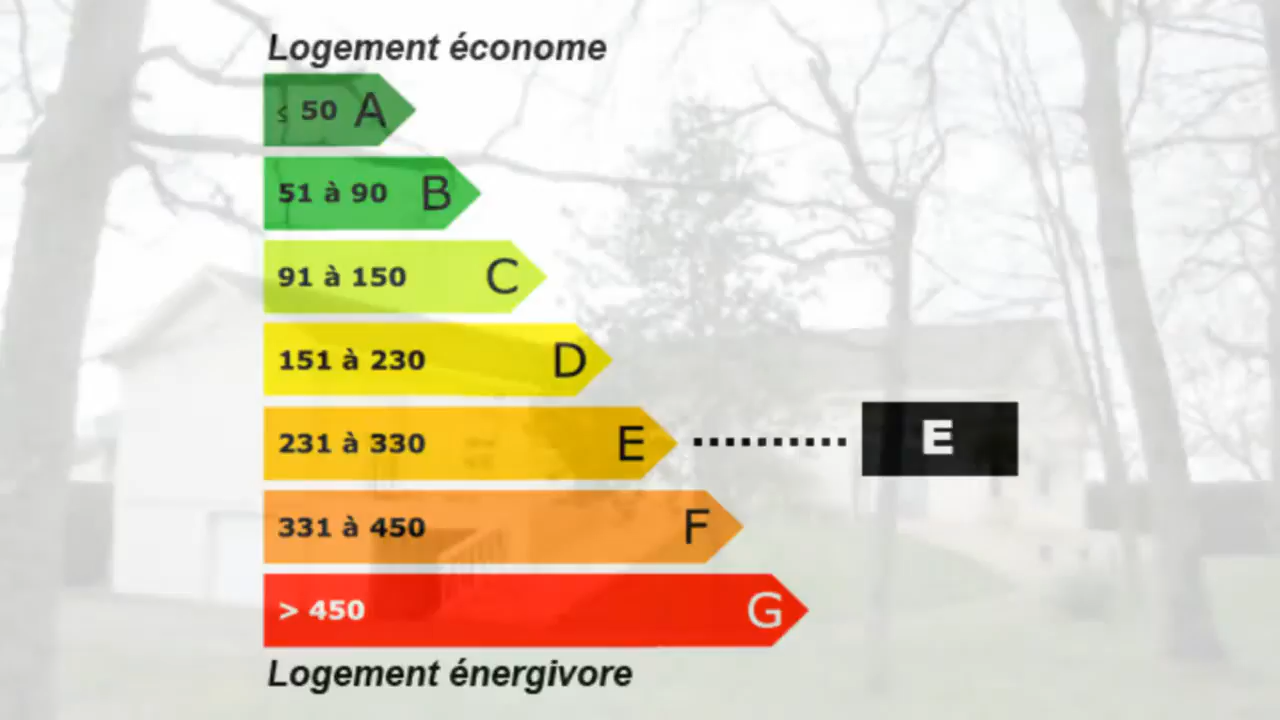 Logement économe
≤ 50 A
51 à 90 B
91 à 150 C
151 à 230 D
231 à 330 E E
331 à 450 F
> 450 G
Logement énergivore